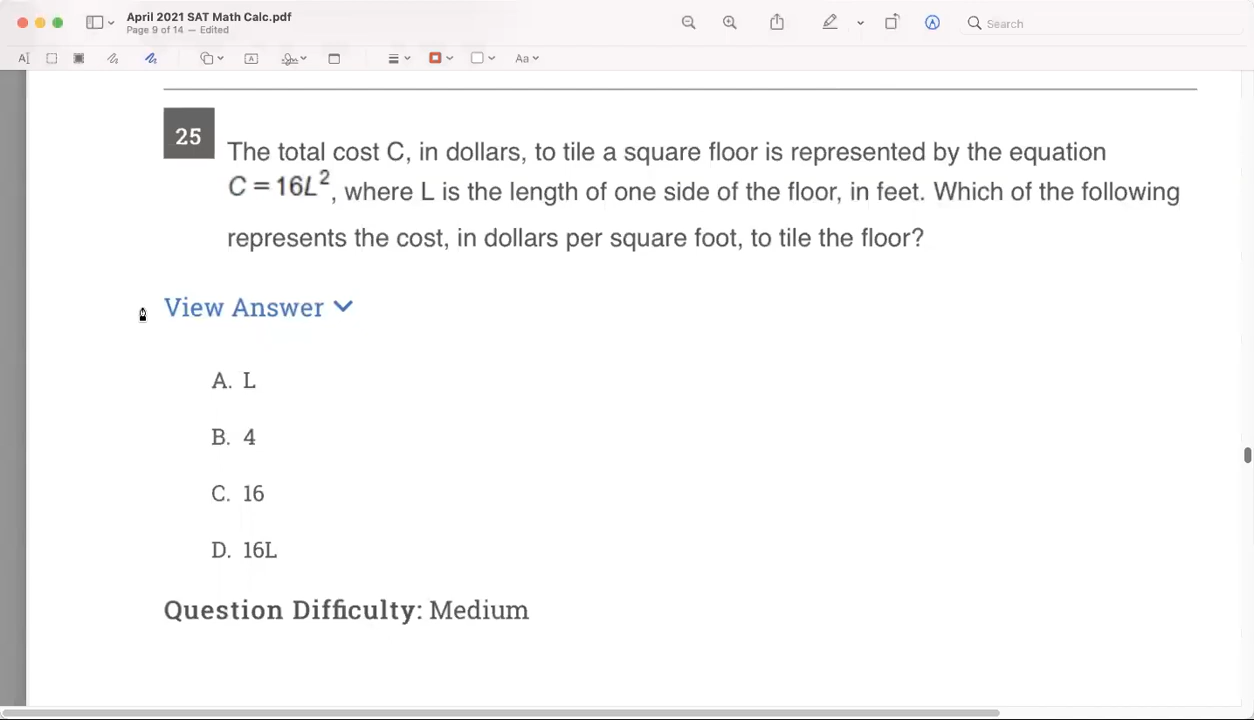 April 2021 SAT Math Calc.pdf
Page 9 of 14 — Edited
Search
Aa
25
The total cost C, in dollars, to tile a square floor is represented by the equation
C = 16L², where L is the length of one side of the floor, in feet. Which of the following
represents the cost, in dollars per square foot, to tile the floor?
View Answer
A. L
B. 4
C. 16
D. 16L
Question Difficulty: Medium